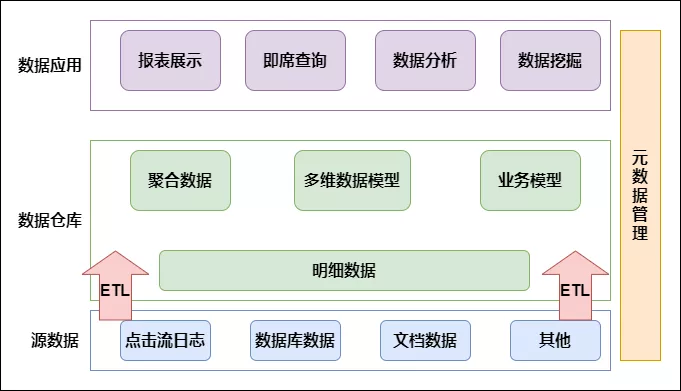 数据应用
报表展示
即席查询
数据分析
数据挖掘
数据仓库
聚合数据
多维数据模型
业务模型
明细数据
ETL
ETL
源数据
点击流日志
数据库数据
文档数据
其他
元数据管理